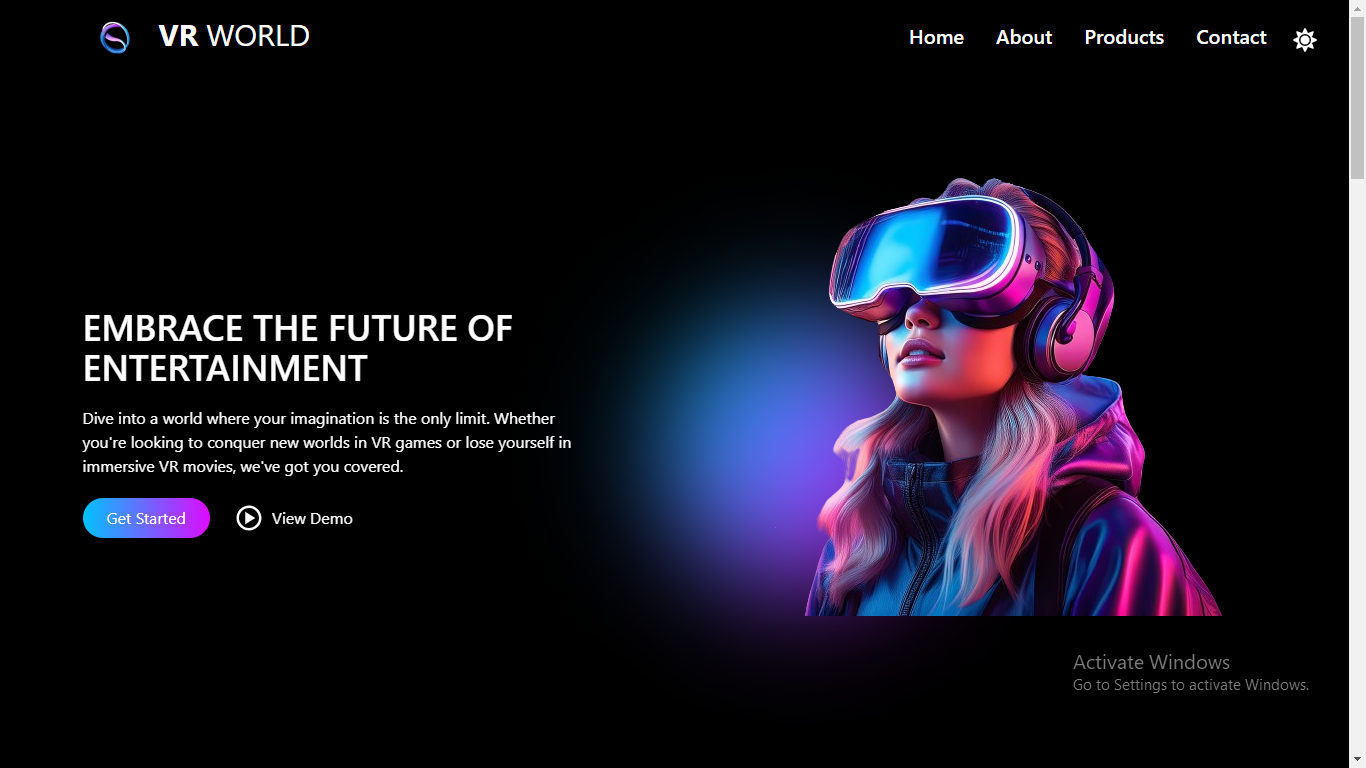 VR WORLD
Home
About
Products
Contact
EMBRACE THE FUTURE OF
ENTERTAINMENT
Dive into a world where your imagination is the only limit. Whether
you're looking to conquer new worlds in VR games or lose yourself in
immersive VR movies, we've got you covered.
Get Started
View Demo
Activate Windows
Go to Settings to activate Windows.